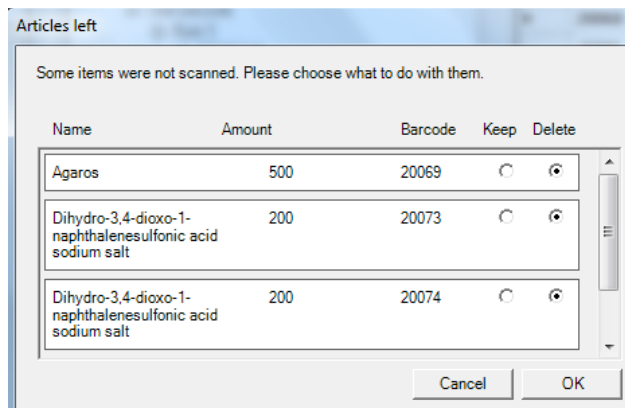 Articles left
Some items were not scanned. Please choose what to do with them.
Name Amount Barcode Keep Delete
Agaros 500 20069
Dihydro-3,4-dioxo-1- 200 20073
naphthalenesulfonic acid
sodium salt
Dihydro-3,4-dioxo-1- 200 20074
naphthalenesulfonic acid
sodium salt
Cancel OK